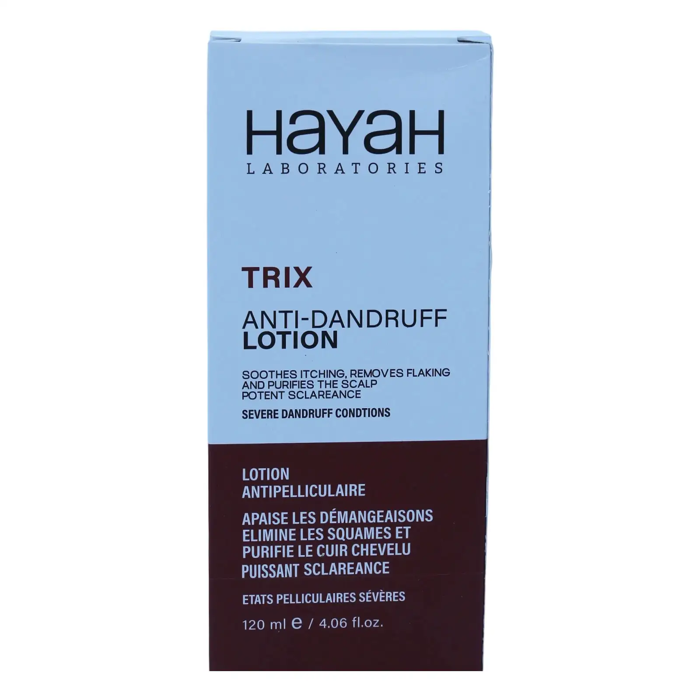 HAYAH
LABORATORIES
TRIX
ANTI-DANDRUFF
LOTION
SOOTHES ITCHING, REMOVES FLAKING
AND PURIFIES THE SCALP
POTENT SCLAREANCE
SEVERE DANDRUFF CONDTIONS
LOTION
ANTIPELLICULAIRE
APAISE LES DÉMANGEAISONS
ELIMINE LES SQUAMES ET
PURIFIE LE CUIR CHEVELU
PUISSANT SCLAREANCE
ETATS PELLICULAIRES SÉVÈRES
120 ml e / 4.06 fl.oz.